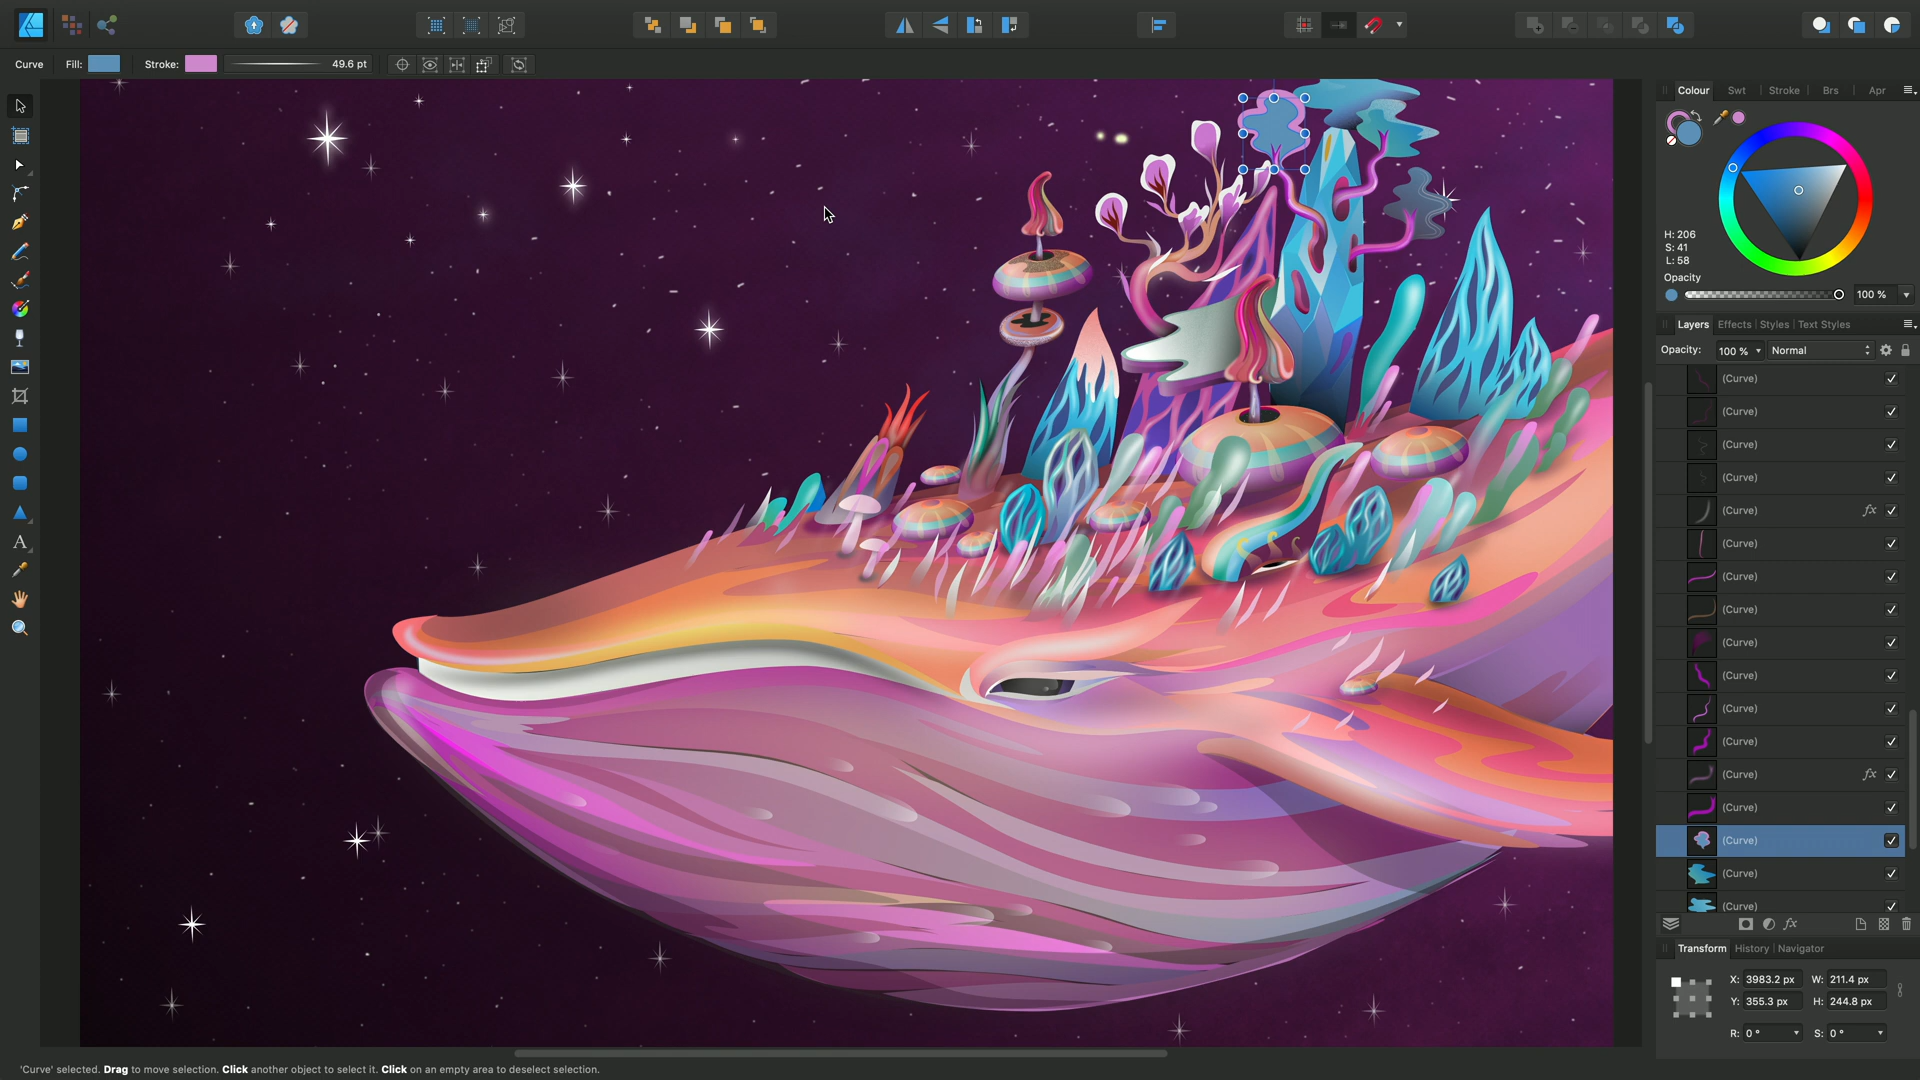 Curve Fill: Stroke: 49.6 pt
Colour Swt Stroke Brs Apr
H: 206
S: 41
L: 58
Opacity
100 %
Layers Effects Styles Text Styles
Opacity: 100 % Normal
(Curve)
(Curve)
(Curve)
(Curve)
(Curve) fx
(Curve)
(Curve)
(Curve)
(Curve)
(Curve)
(Curve)
(Curve)
(Curve) fx
(Curve)
(Curve)
(Curve)
(Curve)
fx
Transform History Navigator
X: 3983.2 px W: 211.4 px
Y: 355.3 px H: 244.8 px
R: 0 ° S: 0 °
'Curve' selected. Drag to move selection. Click another object to select it. Click on an empty area to deselect selection.